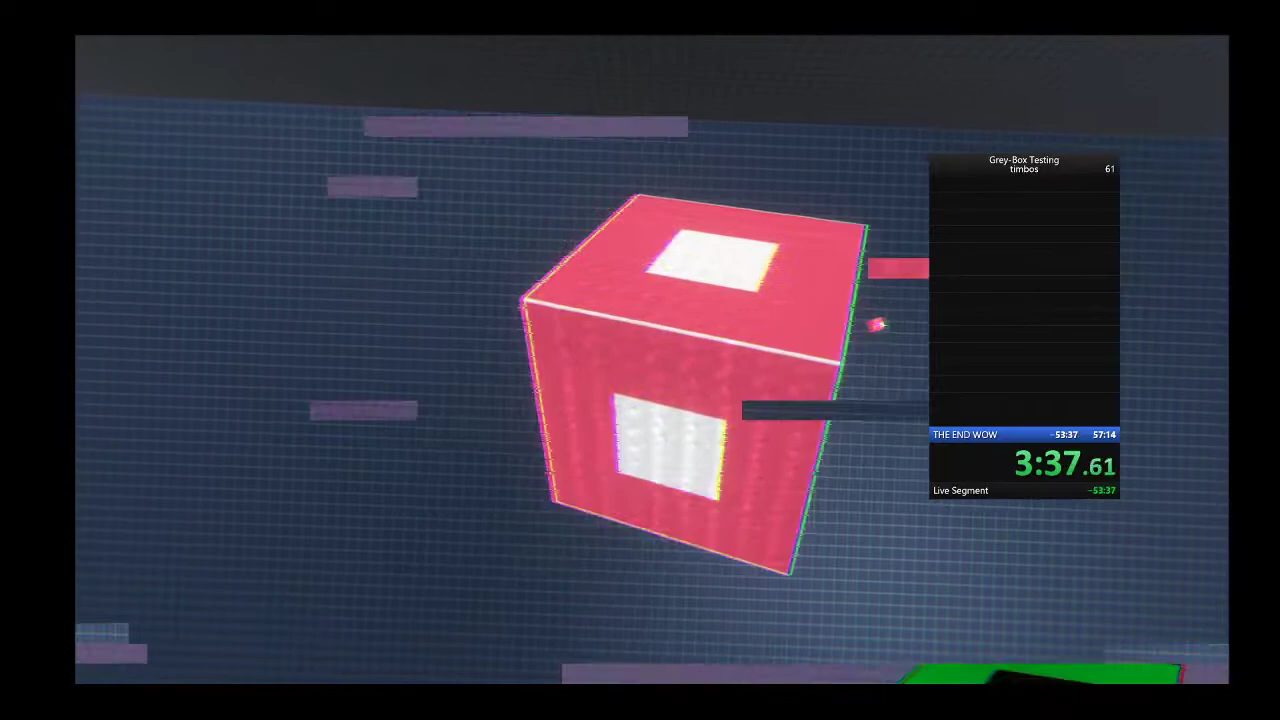 Grey-Box Testing
timbos 61
THE END WOW -53:37 57:14
3:37.61
Live Segment -53:37